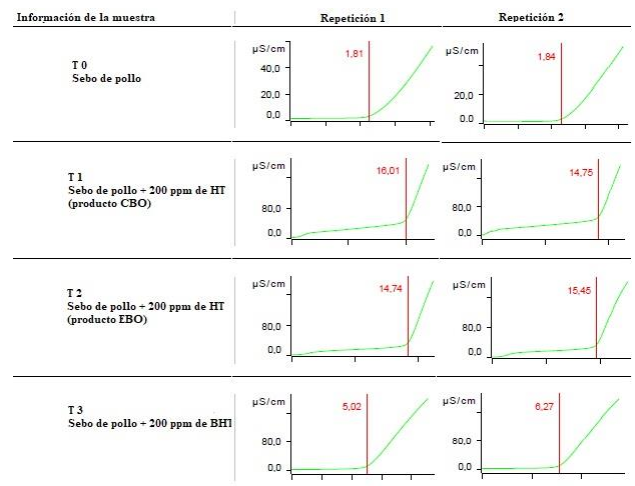 Información de la muestra Repetición 1 Repetición 2
T 0
Sebo de pollo
µS/cm
40,0
20,0
0,0
1,81
µS/cm
20,0
0,0
1,84
T 1
Sebo de pollo + 200 ppm de HT
(producto CBO)
µS/cm
80,0
0,0
16,01
µS/cm
80,0
0,0
14,75
T 2
Sebo de pollo + 200 ppm de HT
(producto EBO)
µS/cm
80,0
0,0
14,74
µS/cm
80,0
0,0
15,45
T 3
Sebo de pollo + 200 ppm de BHT
µS/cm
80,0
0,0
5,02
µS/cm
80,0
0,0
6,27